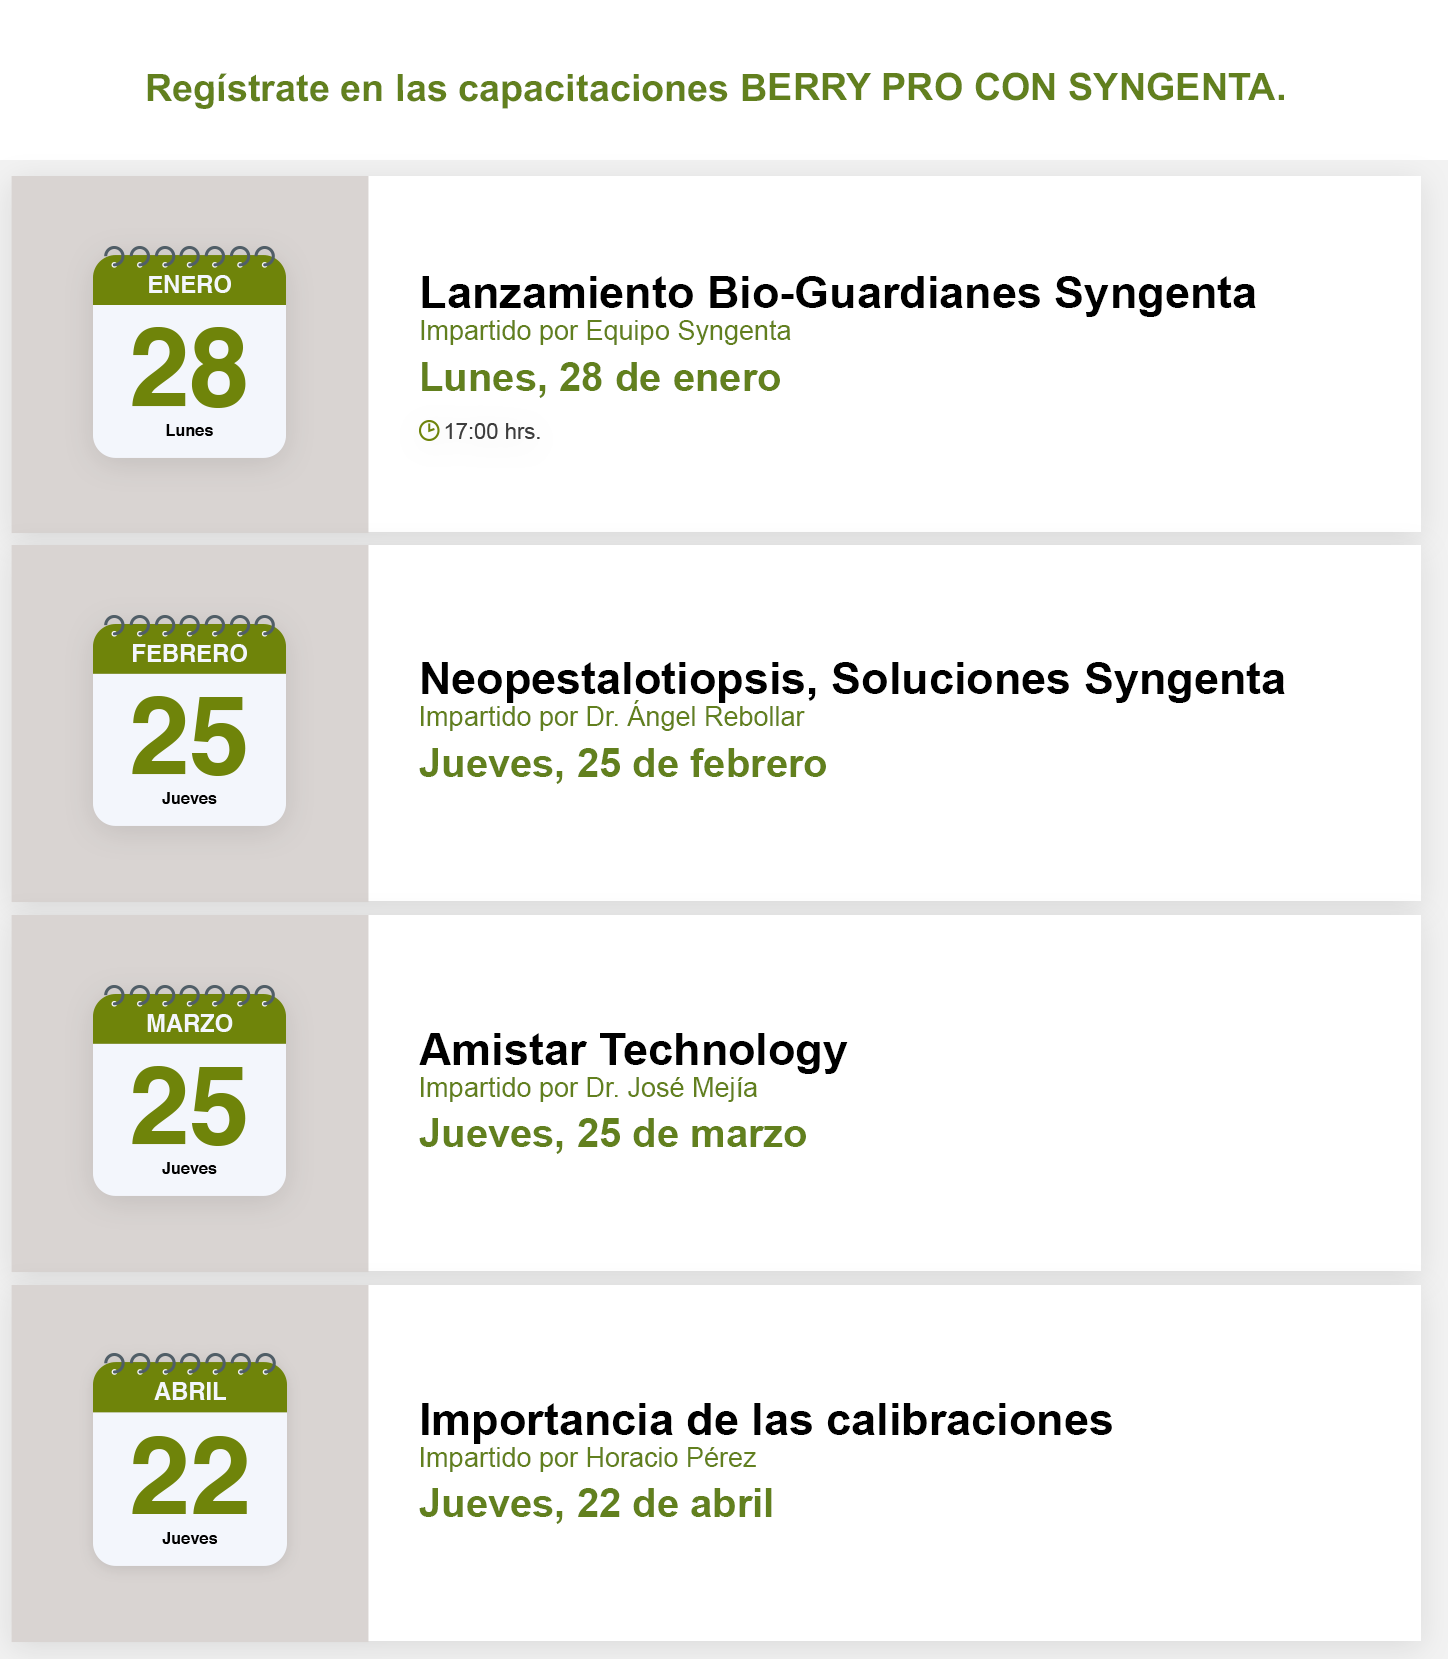 Regístrate en las capacitaciones BERRY PRO CON SYNGENTA.
ENERO
28
Lunes
Lanzamiento Bio-Guardianes Syngenta
Impartido por Equipo Syngenta
Lunes, 28 de enero
17:00 hrs.
FEBRERO
25
Jueves
Neopestalotiopsis, Soluciones Syngenta
Impartido por Dr. Ángel Rebollar
Jueves, 25 de febrero
MARZO
25
Jueves
Amistar Technology
Impartido por Dr. José Mejía
Jueves, 25 de marzo
ABRIL
22
Jueves
Importancia de las calibraciones
Impartido por Horacio Pérez
Jueves, 22 de abril